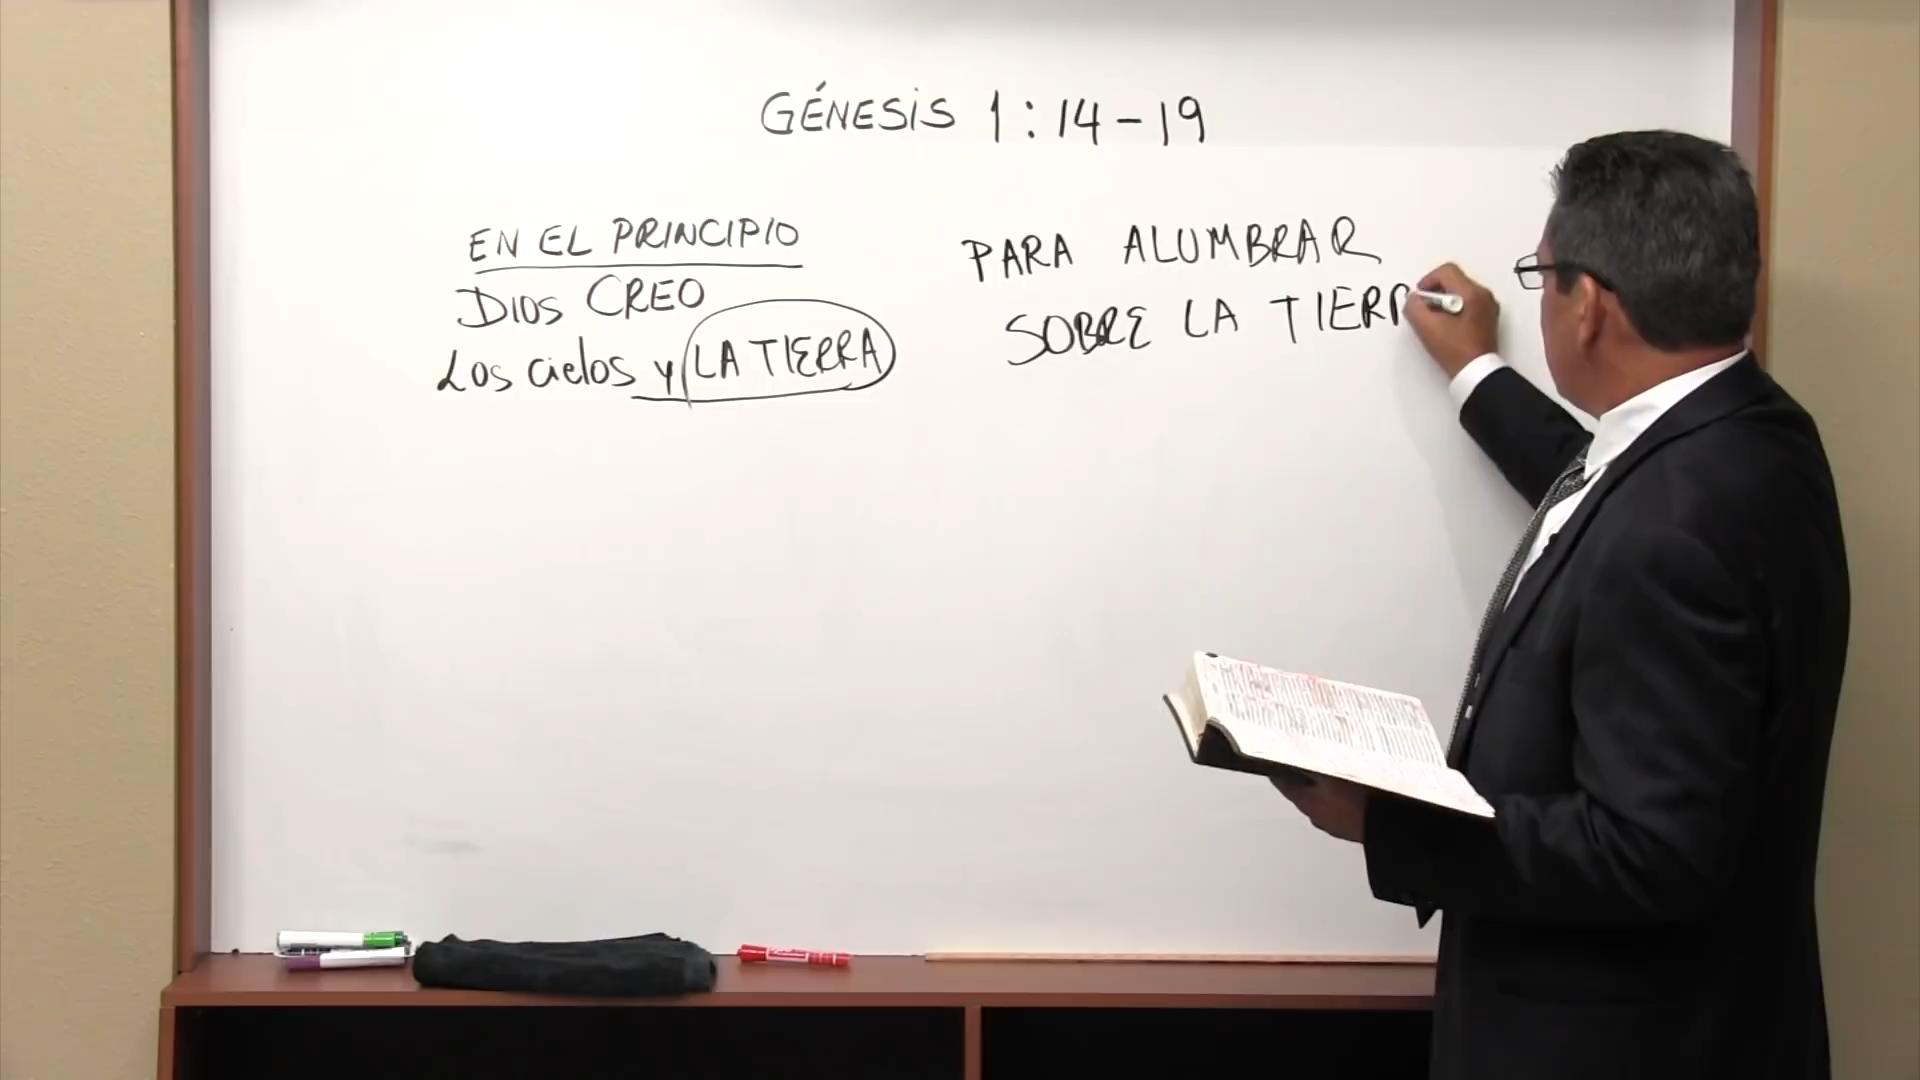 GÉNESIS 1:14-19
EN EL PRINCIPIO
DIOS CREO
Los cielos y LA TIERRA
PARA ALUMBRAR
SOBRE LA TIERR